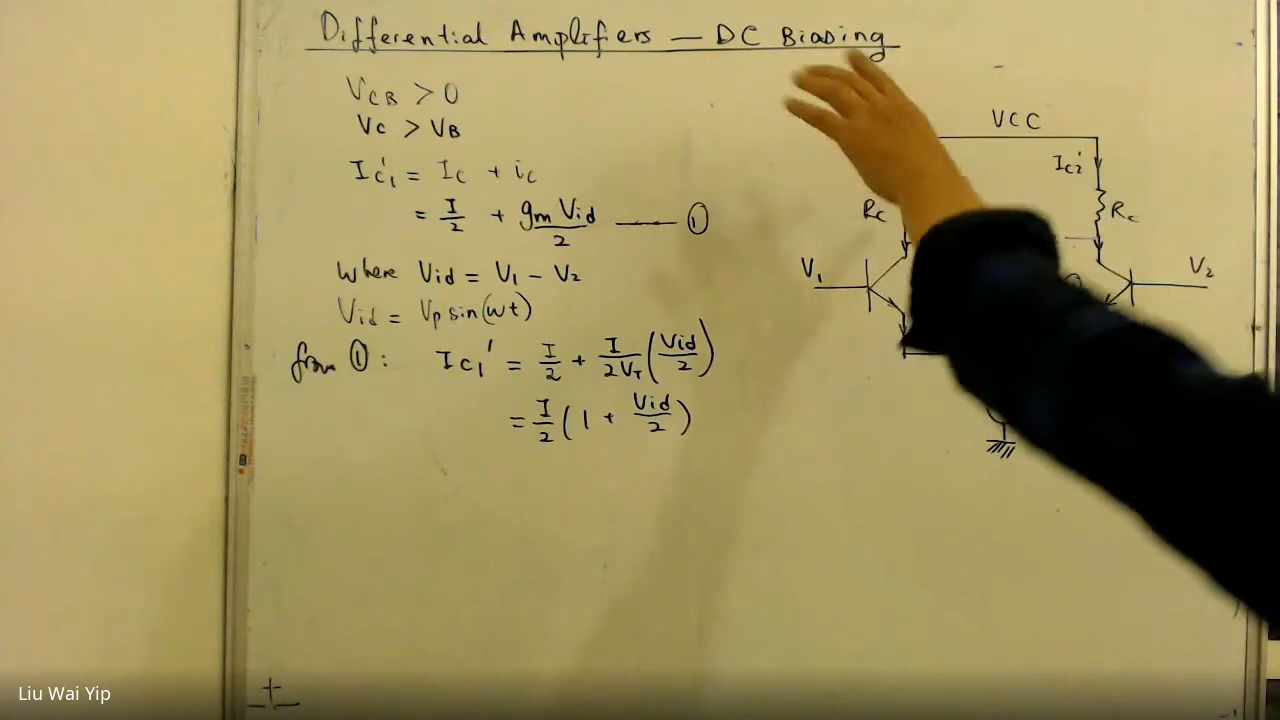 Differential Amplifiers — DC Biasing
VCB > 0
VC > VB
IC1' = IC + iC
= I/2 + gm Vid/2 —— ①
where Vid = V1 - V2
Vid = Vp sin(wt)
from ①: IC1' = I/2 + I/2VT (Vid/2)
= I/2 (1 + Vid/2)
VCC
IC2'
RC
RC
V1
V2
Liu Wai Yip